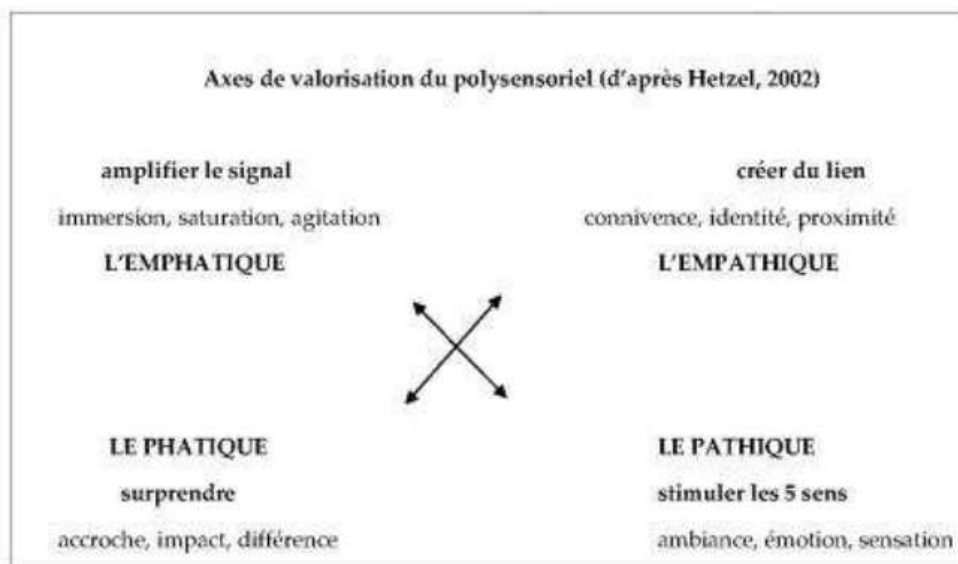 Axes de valorisation du polysensoriel (d'après Hetzel, 2002)
amplifier le signal
immersion, saturation, agitation
L'EMPHATIQUE
créer du lien
connivence, identité, proximité
L'EMPATHIQUE
LE PHATIQUE
surprendre
accroche, impact, différence
LE PATHIQUE
stimuler les 5 sens
ambiance, émotion, sensation